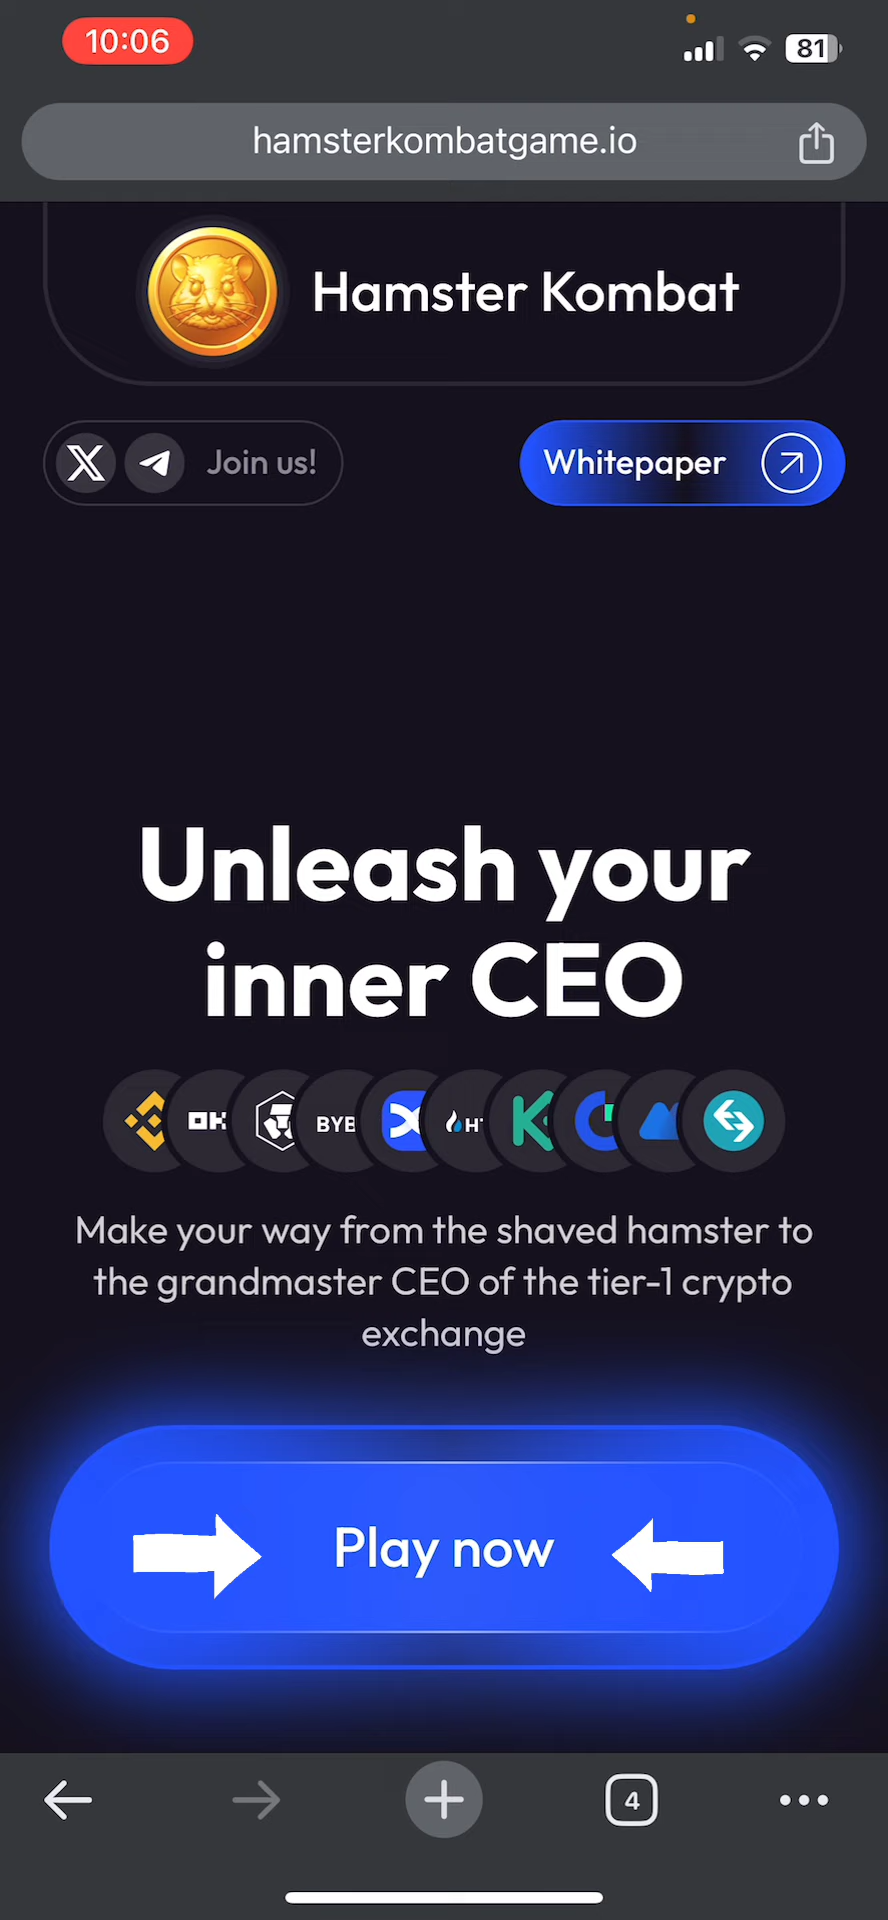 10:06
81
hamsterkombatgame.io
Hamster Kombat
Join us!
Whitepaper
Unleash your
inner CEO
BYB
Make your way from the shaved hamster to
the grandmaster CEO of the tier-1 crypto
exchange
Play now
4